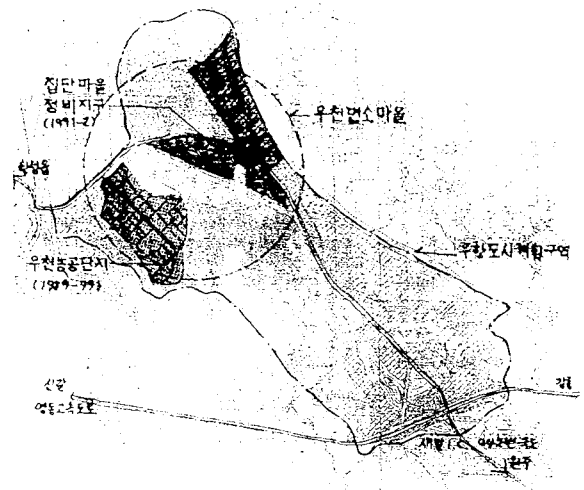 집단마을
정비지구
(1991-2)
우천면소마을
횡성읍
우천농공단지
우항도시계획구역
신갈
영동고속도로
강릉
새말I.C.
원주